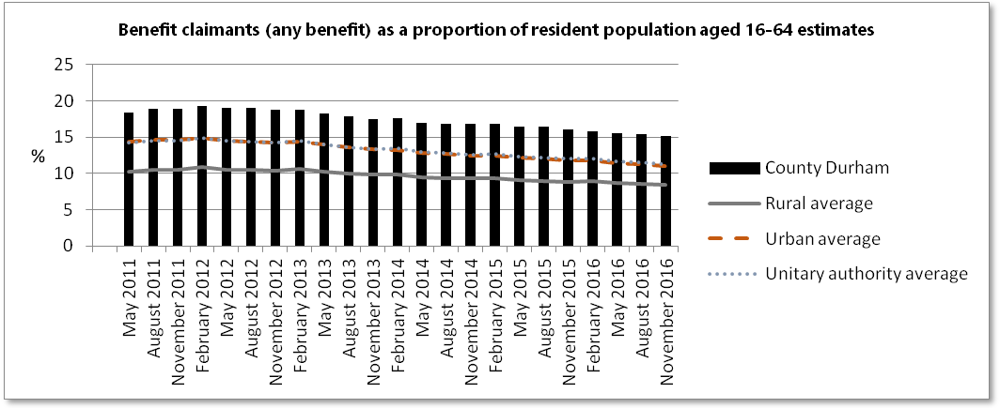 Benefit claimants (any benefit) as a proportion of resident population aged 16-64 estimates
25
20
15
10
5
0
%
May 2011
August 2011
November 2011
February 2012
May 2012
August 2012
November 2012
February 2013
May 2013
August 2013
November 2013
February 2014
May 2014
August 2014
November 2014
February 2015
May 2015
August 2015
November 2015
February 2016
May 2016
August 2016
November 2016
County Durham
Rural average
Urban average
Unitary authority average